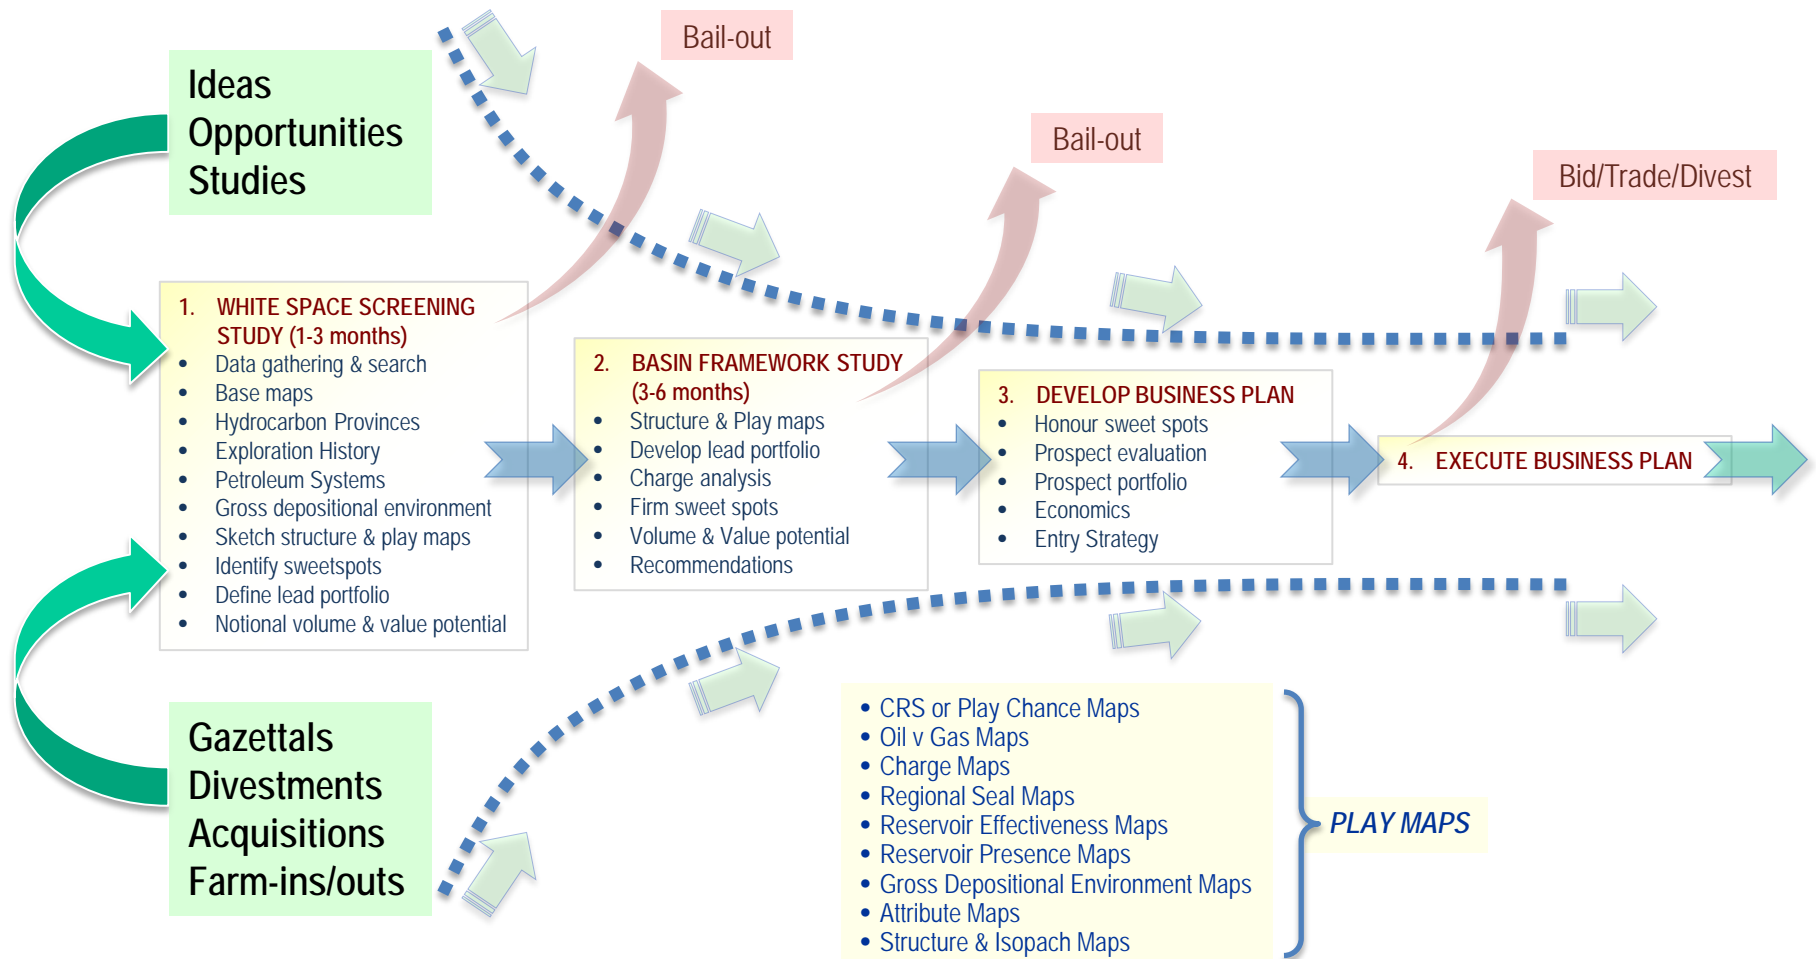 Bail-out
Ideas
Opportunities
Studies
Bail-out
Bid/Trade/Divest
1. WHITE SPACE SCREENING
STUDY (1-3 months)
• Data gathering & search
• Base maps
• Hydrocarbon Provinces
• Exploration History
• Petroleum Systems
• Gross depositional environment
• Sketch structure & play maps
• Identify sweetspots
• Define lead portfolio
• Notional volume & value potential
2. BASIN FRAMEWORK STUDY
(3-6 months)
• Structure & Play maps
• Develop lead portfolio
• Charge analysis
• Firm sweet spots
• Volume & Value potential
• Recommendations
3. DEVELOP BUSINESS PLAN
• Honour sweet spots
• Prospect evaluation
• Prospect portfolio
• Economics
• Entry Strategy
4. EXECUTE BUSINESS PLAN
Gazettals
Divestments
Acquisitions
Farm-ins/outs
• CRS or Play Chance Maps
• Oil v Gas Maps
• Charge Maps
• Regional Seal Maps
• Reservoir Effectiveness Maps
• Reservoir Presence Maps
• Gross Depositional Environment Maps
• Attribute Maps
• Structure & Isopach Maps
PLAY MAPS